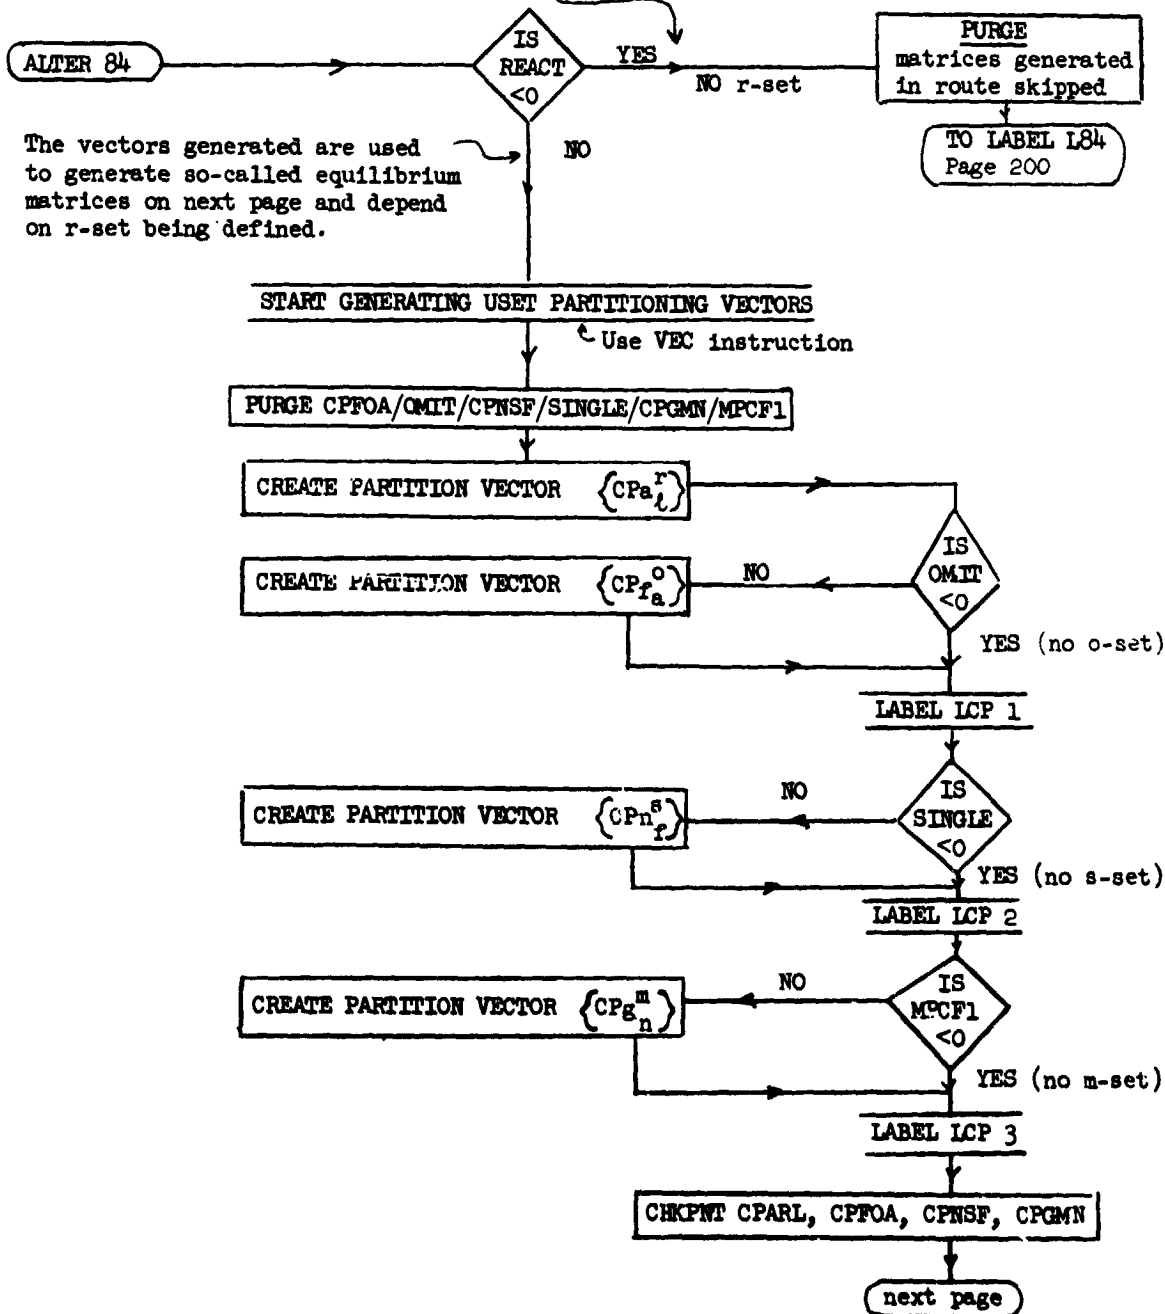 ALTER 84
IS
REACT
<0
YES
NO r-set
PURGE
matrices generated
in route skipped
TO LABEL L84
Page 200
NO
The vectors generated are used
to generate so-called equilibrium
matrices on next page and depend
on r-set being defined.
START GENERATING USET PARTITIONING VECTORS
Use VEC instruction
PURGE CPFOA/OMIT/CPNSF/SINGLE/CPGMN/MPCF1
CREATE PARTITION VECTOR {CPa^r_ℓ}
IS
OMIT
<0
NO
CREATE PARTITION VECTOR {CPf^o_a}
YES (no o-set)
LABEL LCP 1
IS
SINGLE
<0
NO
CREATE PARTITION VECTOR {CPn^s_f}
YES (no s-set)
LABEL LCP 2
IS
MPCF1
<0
NO
CREATE PARTITION VECTOR {CPg^m_n}
YES (no m-set)
LABEL LCP 3
CHKPNT CPARL, CPFOA, CPNSF, CPGMN
next page